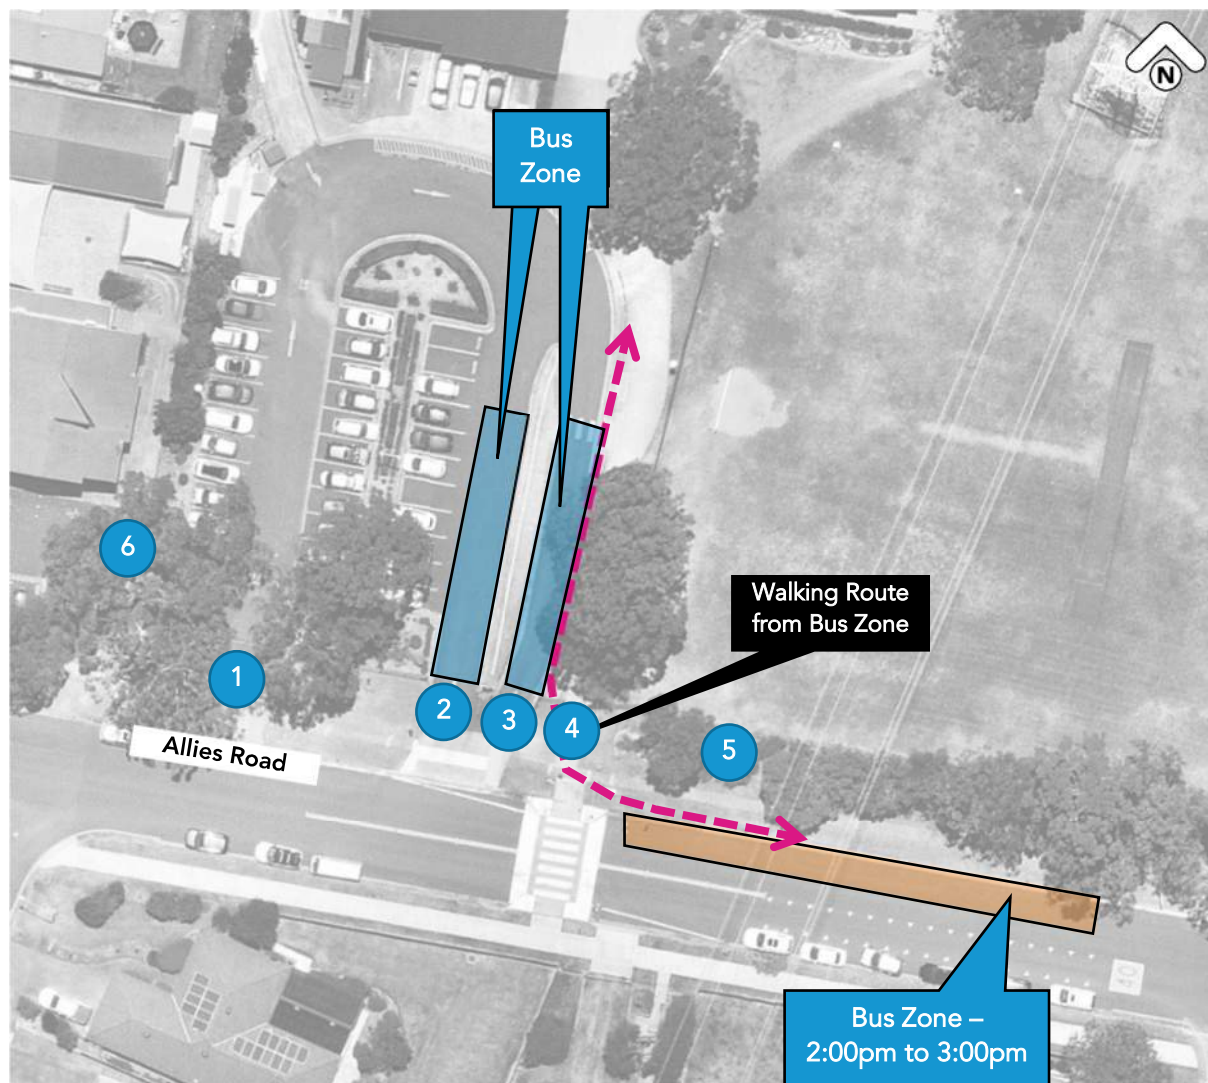 N
Bus
Zone
6
Walking Route
from Bus Zone
1
2
3
4
5
Allies Road
40
Bus Zone –
2:00pm to 3:00pm